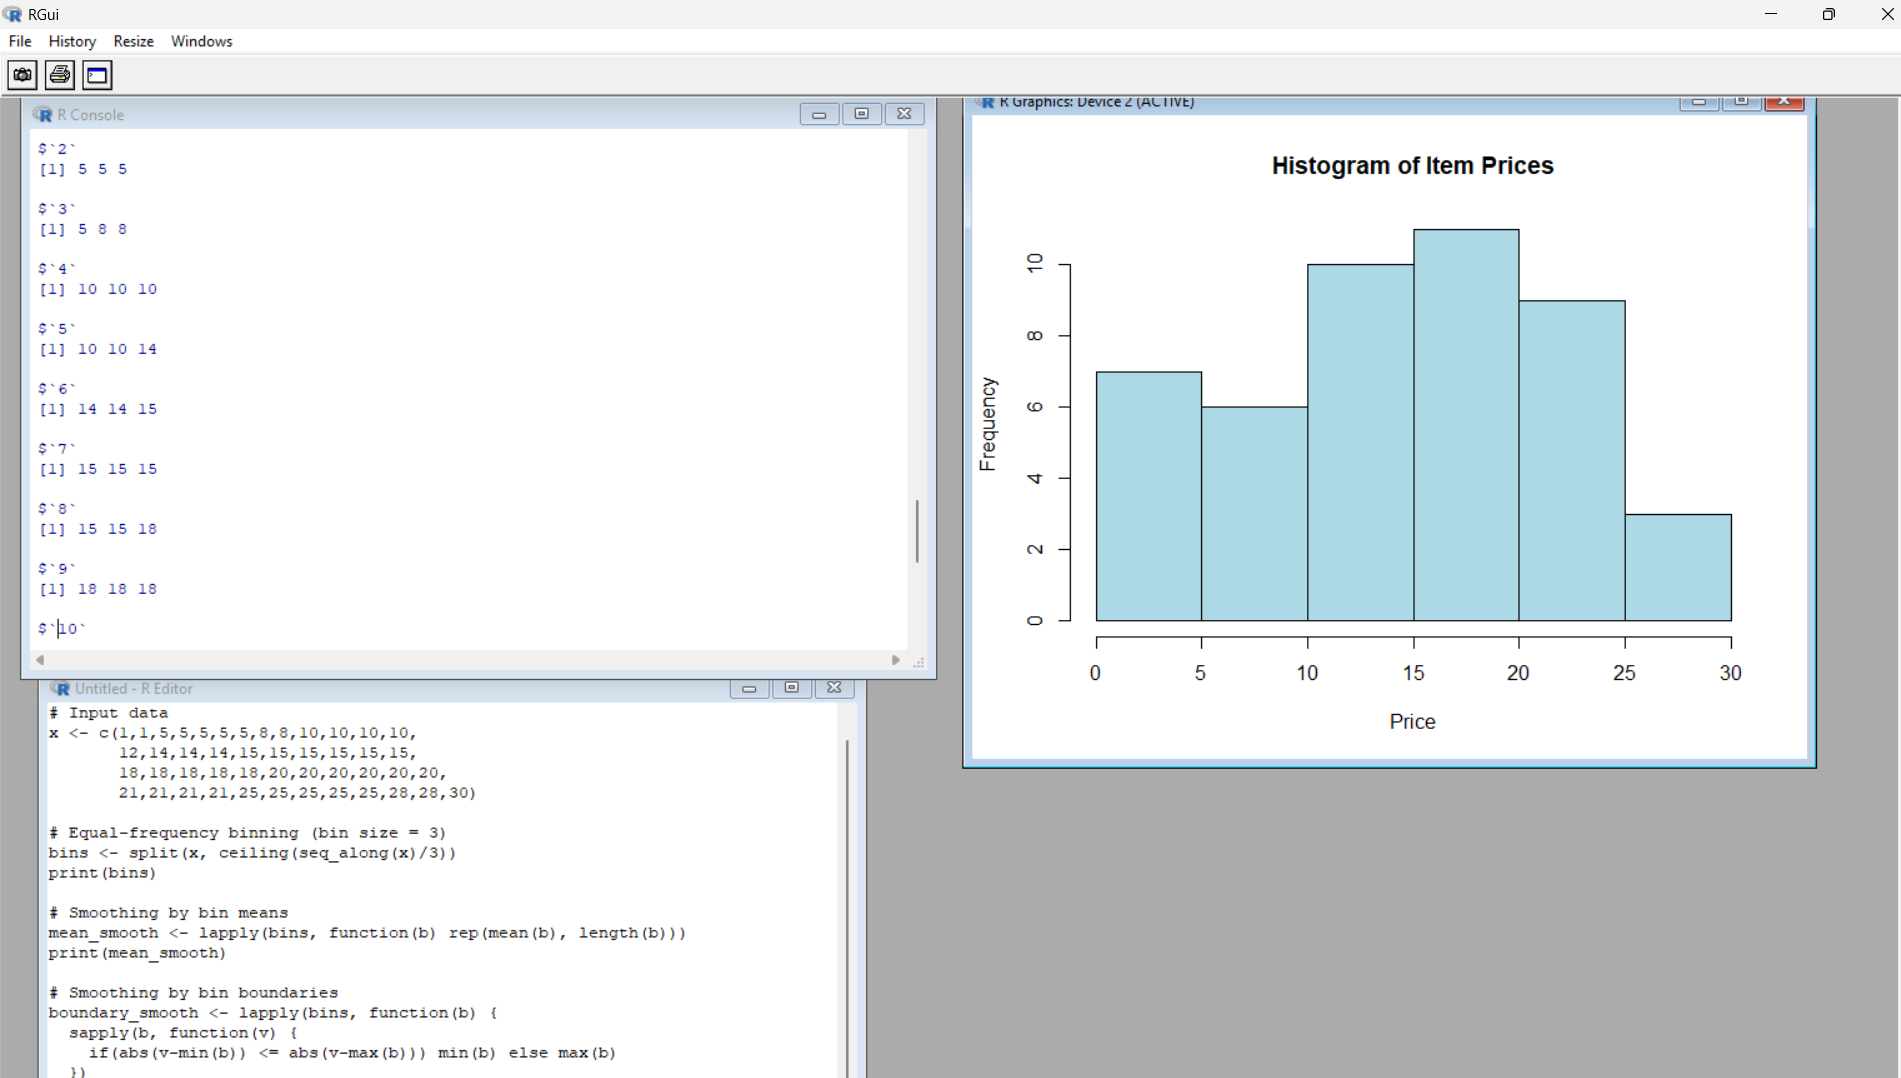 RGui
File History Resize Windows
R Console
$`2`
[1] 5 5 5
$`3`
[1] 5 8 8
$`4`
[1] 10 10 10
$`5`
[1] 10 10 14
$`6`
[1] 14 14 15
$`7`
[1] 15 15 15
$`8`
[1] 15 15 18
$`9`
[1] 18 18 18
$`10`
Untitled - R Editor
# Input data
x <- c(1,1,5,5,5,5,5,8,8,10,10,10,10,
12,14,14,14,15,15,15,15,15,15,
18,18,18,18,18,20,20,20,20,20,20,
21,21,21,21,25,25,25,25,25,28,28,30)
# Equal-frequency binning (bin size = 3)
bins <- split(x, ceiling(seq_along(x)/3))
print(bins)
# Smoothing by bin means
mean_smooth <- lapply(bins, function(b) rep(mean(b), length(b)))
print(mean_smooth)
# Smoothing by bin boundaries
boundary_smooth <- lapply(bins, function(b) {
sapply(b, function(v) {
if(abs(v-min(b)) <= abs(v-max(b))) min(b) else max(b)
})
R Graphics: Device 2 (ACTIVE)
Histogram of Item Prices
Frequency
10
8
6
4
2
0
0 5 10 15 20 25 30
Price